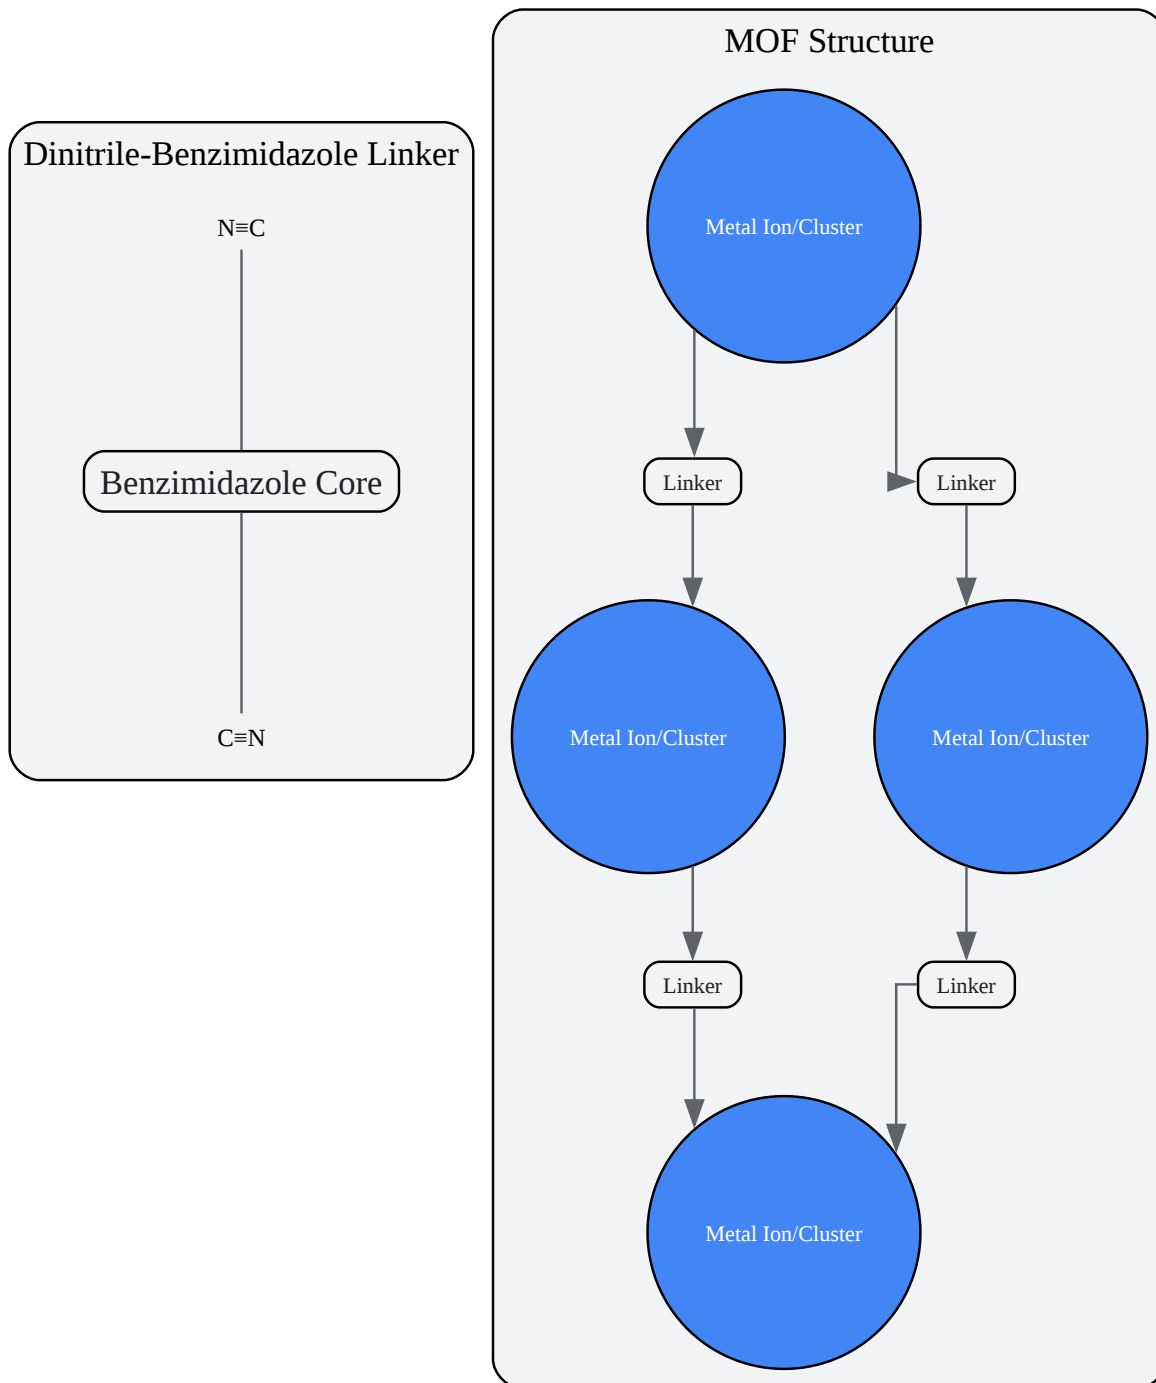 Dinitrile-Benzimidazole Linker
N≡C
Benzimidazole Core
C≡N
MOF Structure
Metal Ion/Cluster
Linker
Linker
Metal Ion/Cluster
Metal Ion/Cluster
Linker
Linker
Metal Ion/Cluster